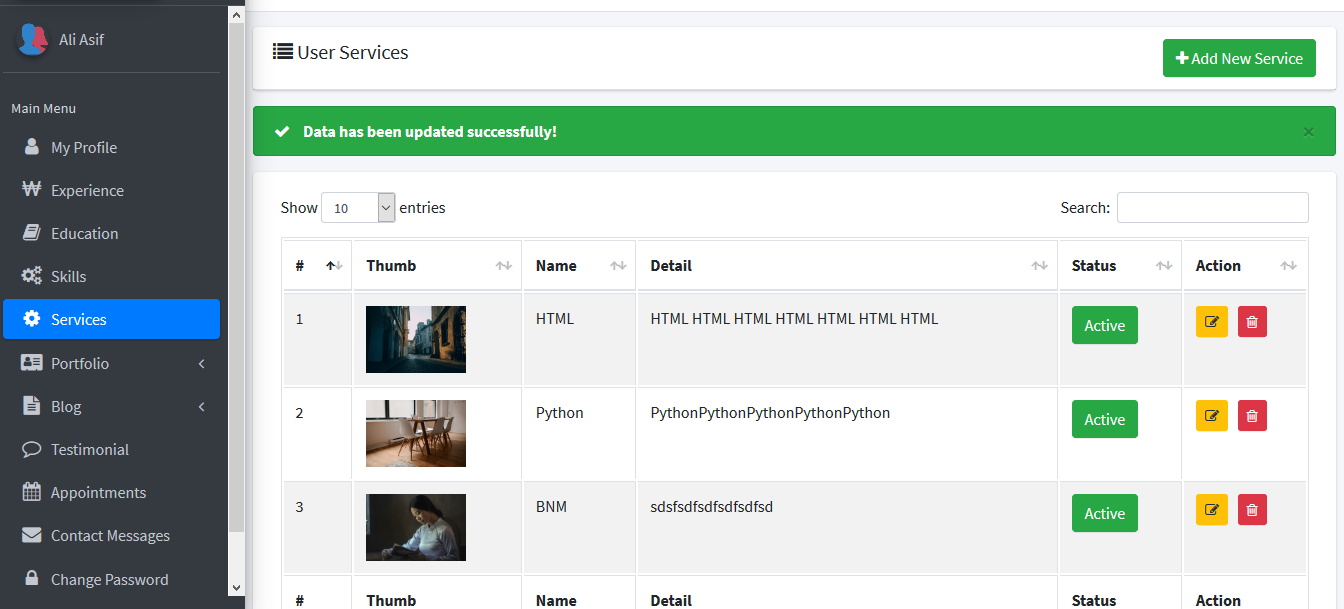 Ali Asif
Main Menu
My Profile
Experience
Education
Skills
Services
Portfolio
Blog
Testimonial
Appointments
Contact Messages
Change Password
User Services
Add New Service
Data has been updated successfully!
×
Show 10 entries
Search:
# Thumb Name Detail Status Action
1 HTML HTML HTML HTML HTML HTML HTML HTML Active
2 Python PythonPythonPythonPythonPython Active
3 BNM sdsfsdfsdfsdfsdfsd Active
# Thumb Name Detail Status Action